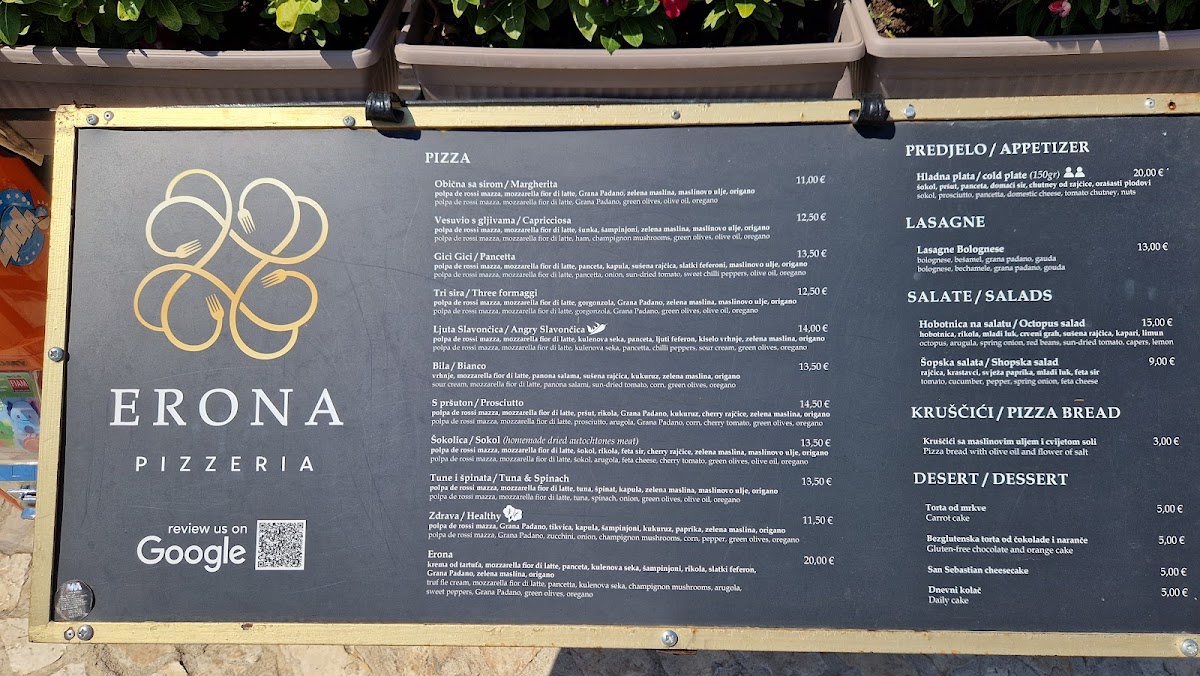 ERONA
PIZZERIA
review us on
Google
PIZZA
Obična sa sirom / Margherita 11,00 €
polpa de rossi mazza, mozzarella fior di latte, Grana Padano, zelena maslina, maslinovo ulje, origano
polpa de rossi mazza, mozzarella fior di latte, Grana Padano, green olives, olive oil, oregano
Vesuvio s gljivama / Capricciosa 12,50 €
polpa de rossi mazza, mozzarella fior di latte, šunka, šampinjoni, zelena maslina, maslinovo ulje, origano
polpa de rossi mazza, mozzarella fior di latte, ham, champignon mushrooms, green olives, olive oil, oregano
Gici Gici / Pancetta 13,50 €
polpa de rossi mazza, mozzarella fior di latte, panceta, kapula, sušena rajčica, slatki feferoni, maslinovo ulje, origano
polpa de rossi mazza, mozzarella fior di latte, pancetta, onion, sun-dried tomato, sweet chilli peppers, olive oil, oregano
Tri sira / Three formaggi 12,50 €
polpa de rossi mazza, mozzarella fior di latte, gorgonzola, Grana Padano, zelena maslina, maslinovo ulje, origano
polpa de rossi mazza, mozzarella fior di latte, gorgonzola, Grana Padano, green olives, olive oil, oregano
Ljuta Slavončica / Angry Slavončica 14,00 €
polpa de rossi mazza, mozzarella fior di latte, kulenova seka, panceta, ljuti feferon, kiselo vrhnje, zelena maslina, origano
polpa de rossi mazza, mozzarella fior di latte, kulenova seka, pancetta, chilli peppers, sour cream, green olives, oregano
Bila / Bianco 13,50 €
vrhnje, mozzarella fior di latte, panona salama, sušena rajčica, kukuruz, zelena maslina, origano
sour cream, mozzarella fior di latte, panona salami, sun-dried tomato, corn, green olives, oregano
S pršuton / Prosciutto 14,50 €
polpa de rossi mazza, mozzarella fior di latte, pršut, rikola, Grana Padano, kukuruz, cherry rajčice, zelena maslina, origano
polpa de rossi mazza, mozzarella fior di latte, prosciutto, arugola, Grana Padano, corn, cherry tomato, green olives, oregano
Šokolica / Sokol (homemade dried autochtones meat) 13,50 €
polpa de rossi mazza, mozzarella fior di latte, šokol, rikola, feta sir, cherry rajčice, zelena maslina, maslinovo ulje, origano
polpa de rossi mazza, mozzarella fior di latte, šokol, arugola, feta cheese, cherry tomato, green olives, olive oil, origano
Tune i špinata / Tuna & Spinach 13,50 €
polpa de rossi mazza, mozzarella fior di latte, tuna, špinat, kapula, zelena maslina, maslinovo ulje, origano
polpa de rossi mazza, mozzarella fior di latte, tuna, spinach, onion, green olives, olive oil, origano
Zdrava / Healthy 11,50 €
polpa de rossi mazza, Grana Padano, tikvica, kapula, šampinjoni, kukuruz, paprika, zelena maslina, origano
polpa de rossi mazza, Grana Padano, zucchini, onion, champignon mushrooms, corn, pepper, green olives, oregano
Erona 20,00 €
krema od tartufa, mozzarella fior di latte, panceta, kulenova seka, šampinjoni, rikola, slatki feferon,
Grana Padano, zelena maslina, origano
truf fle cream, mozzarella fior di latte, pancetta, kulenova seka, champignon mushrooms, arugola,
sweet peppers, Grana Padano, green olives, oregano
PREDJELO / APPETIZER
Hladna plata / cold plate (150gr) 20,00 €
šokol, pršut, panceta, domaći sir, chutney od rajčice, orašasti plodovi
sokol, prosciutto, pancetta, domestic cheese, tomato chutney, nuts
LASAGNE
Lasagne Bolognese 13,00 €
bolognese, bešamel, grana padano, gauda
bolognese, bechamele, grana padano, gouda
SALATE / SALADS
Hobotnica na salatu / Octopus salad 15,00 €
hobotnica, rikola, mladi luk, crveni grah, sušena rajčica, kapari, limun
octopus, arugula, spring onion, red beans, sun-dried tomato, capers, lemon
Šopska salata / Shopska salad 9,00 €
rajčica, krastavci, svježa paprika, mladi luk, feta sir
tomato, cucumber, pepper, spring onion, feta cheese
KRUŠČIĆI / PIZZA BREAD
Kruščići sa maslinovim uljem i cvijetom soli 3,00 €
Pizza bread with olive oil and flower of salt
DESERT / DESSERT
Torta od mrkve 5,00 €
Carrot cake
Bezglutenska torta od čokolade i naranče 5,00 €
Gluten-free chocolate and orange cake
San Sebastian cheesecake 5,00 €
Dnevni kolač 5,00 €
Daily cake